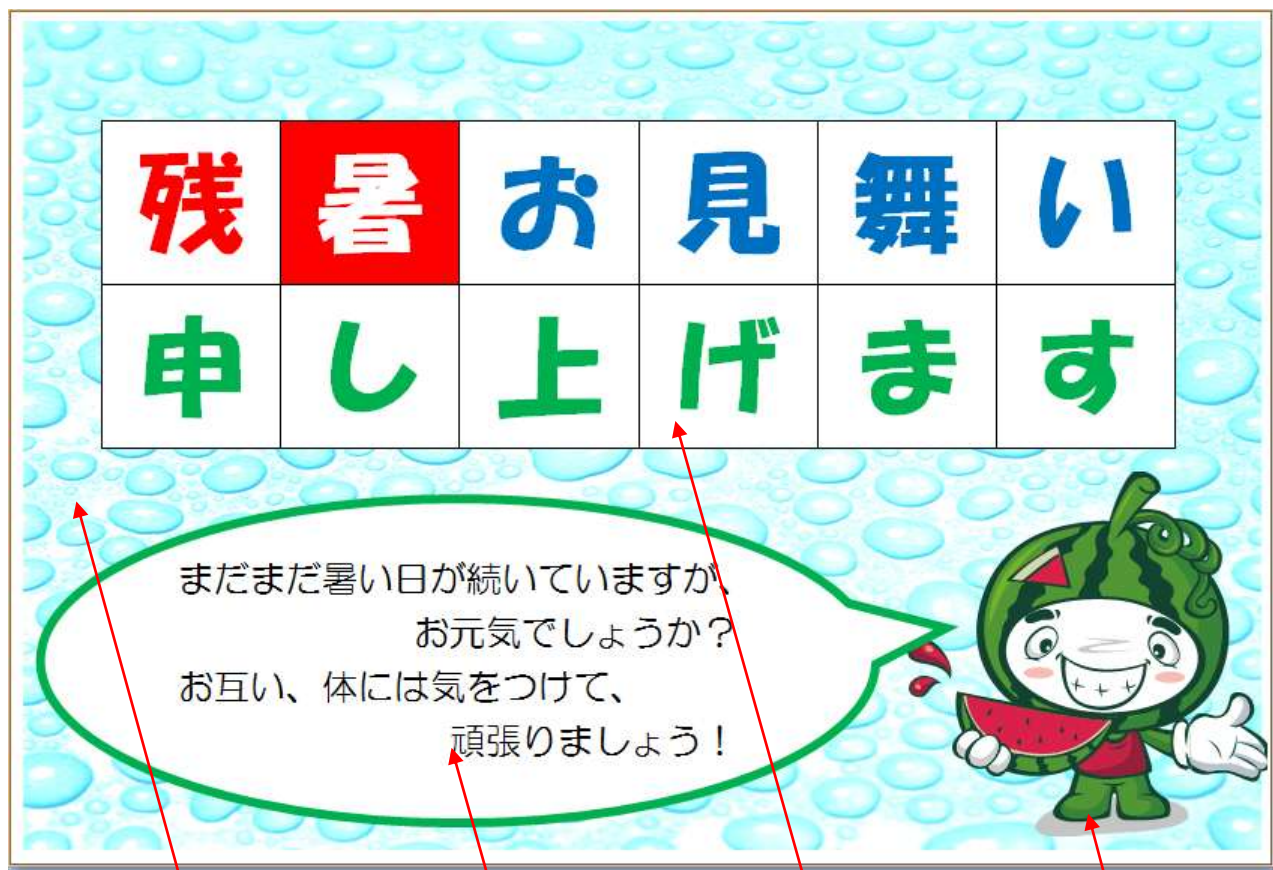 残暑お見舞い
申し上げます
まだまだ暑い日が続いていますが、
お元気でしょうか？
お互い、体には気をつけて、
頑張りましょう！